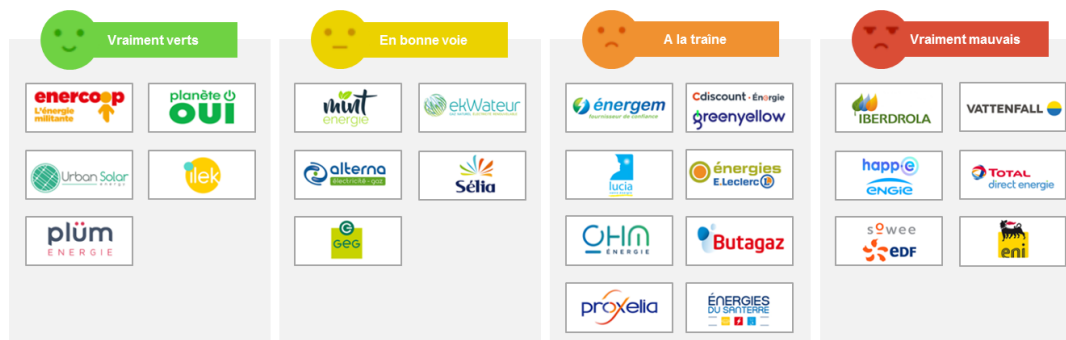 Vraiment verts
En bonne voie
A la traîne
Vraiment mauvais
enercoop
L'énergie
militante
planète
OUI
Urban Solar
energy
ilek
plüm
ENERGIE
mint
energie
ekWateur
alterna
électricité - gaz
Sélia
GEG
énergem
fournisseur de confiance
Cdiscount · Énergie
greenyellow
lucia
énergies
E.Leclerc
OHM
ÉNERGIE
Butagaz
proxelia
ÉNERGIES
DU SANTERRE
IBERDROLA
VATTENFALL
happ-e
ENGIE
TOTAL
direct energie
sowee
eDF
eni